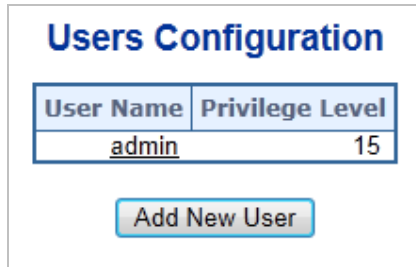 Users Configuration
User Name Privilege Level
admin 15
Add New User